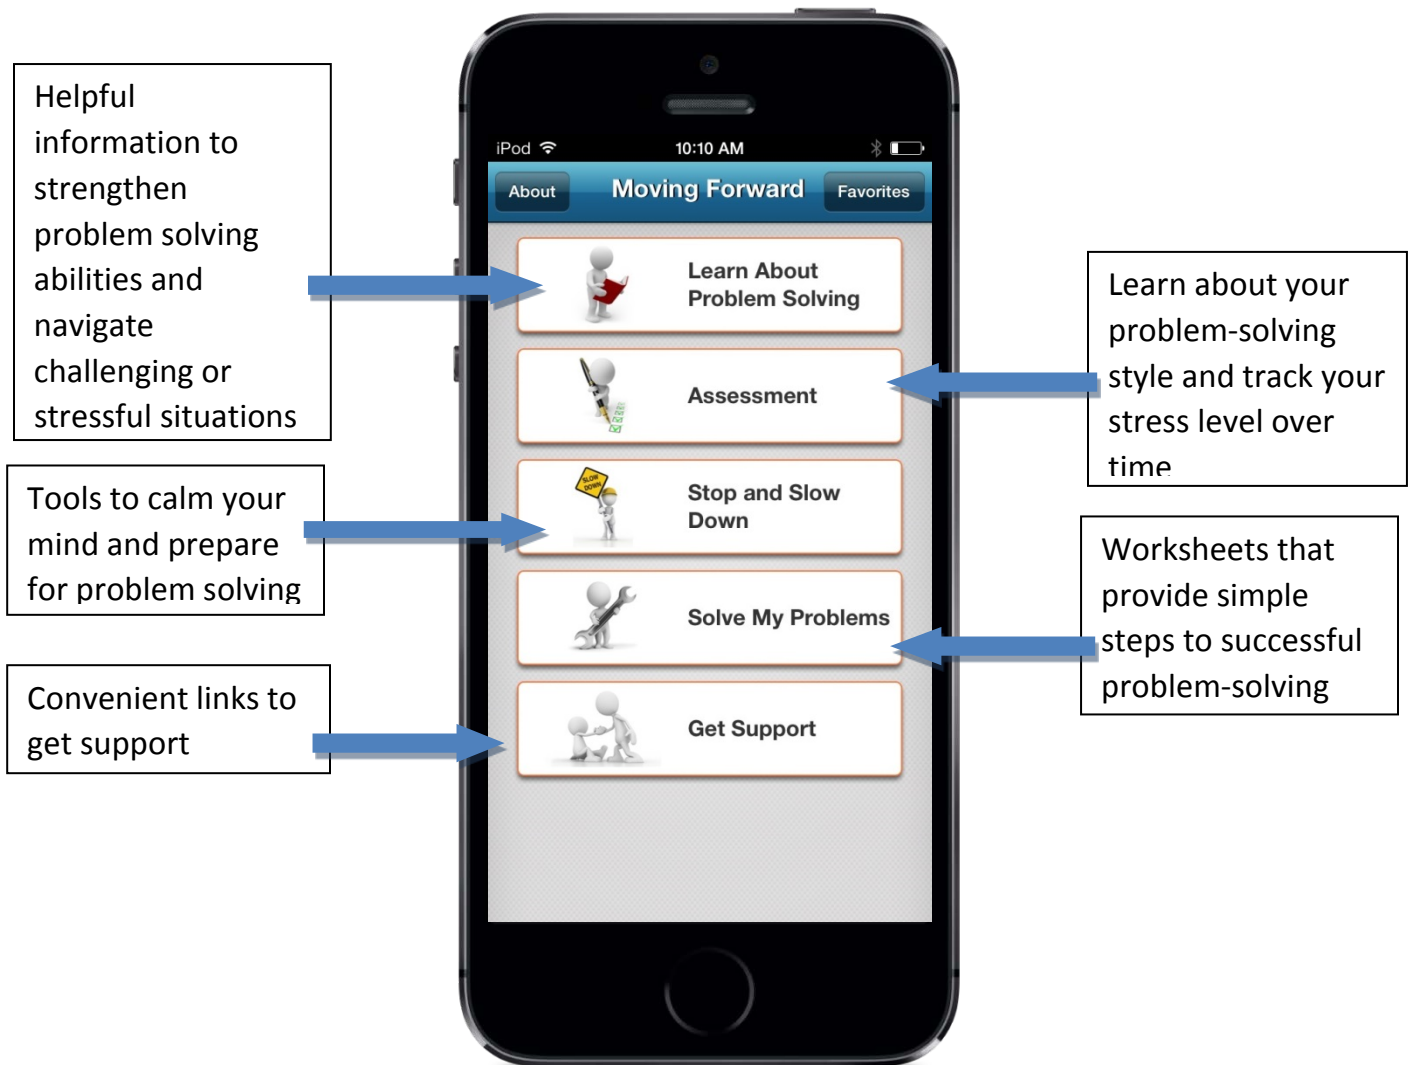 Helpful
information to
strengthen
problem solving
abilities and
navigate
challenging or
stressful situations
Tools to calm your
mind and prepare
for problem solving
Convenient links to
get support
iPod
10:10 AM
About
Moving Forward
Favorites
Learn About
Problem Solving
Assessment
SLOW
DOWN
Stop and Slow
Down
Solve My Problems
Get Support
Learn about your
problem-solving
style and track your
stress level over
time
Worksheets that
provide simple
steps to successful
problem-solving